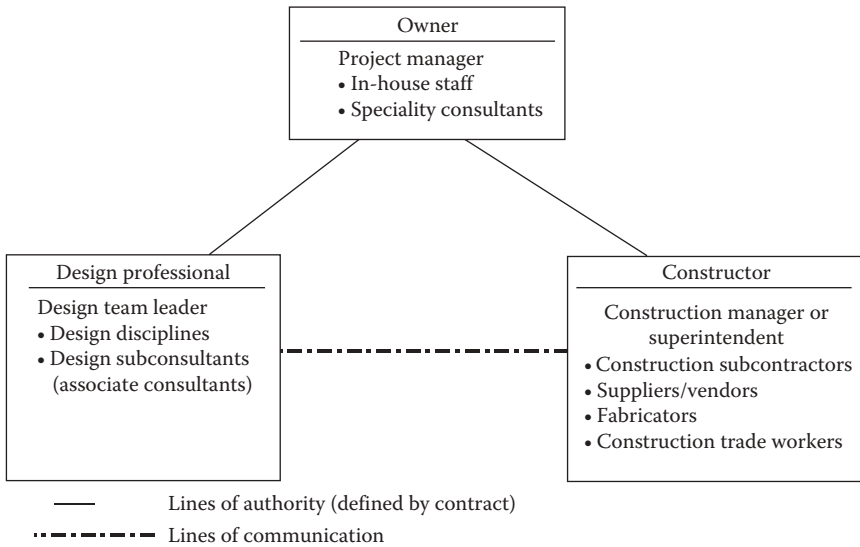 Owner
Project manager
• In-house staff
• Speciality consultants
Design professional
Design team leader
• Design disciplines
• Design subconsultants
(associate consultants)
Constructor
Construction manager or
superintendent
• Construction subcontractors
• Suppliers/vendors
• Fabricators
• Construction trade workers
Lines of authority (defined by contract)
Lines of communication